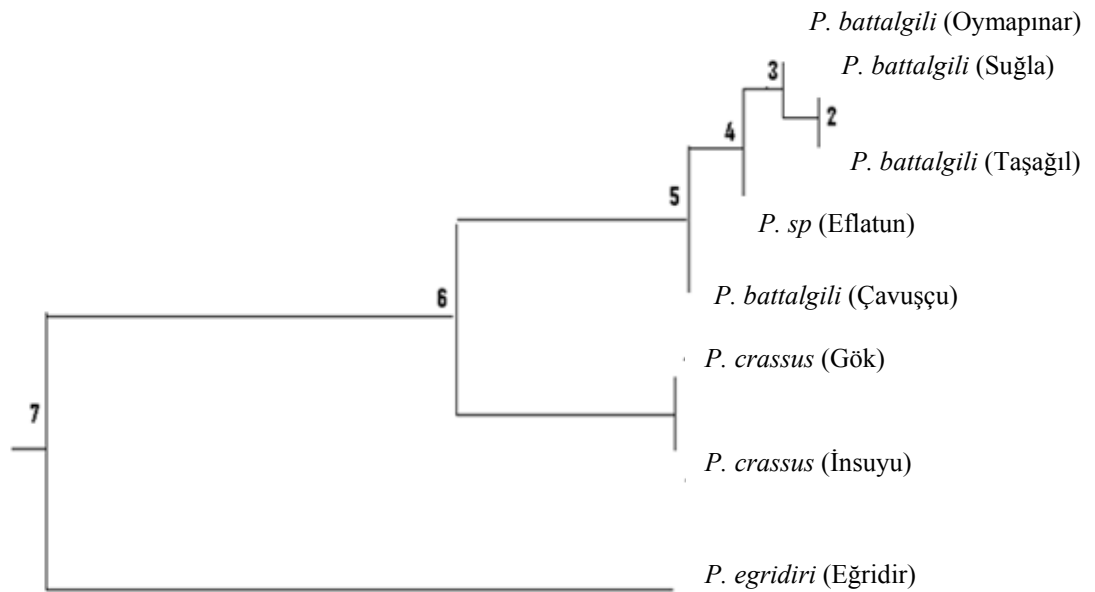 P. battalgili (Oymapınar)
P. battalgili (Suğla)
3
2
4
P. battalgili (Taşağıl)
5
P. sp (Eflatun)
6
P. battalgili (Çavuşçu)
P. crassus (Gök)
7
P. crassus (İnsuyu)
P. egridiri (Eğridir)